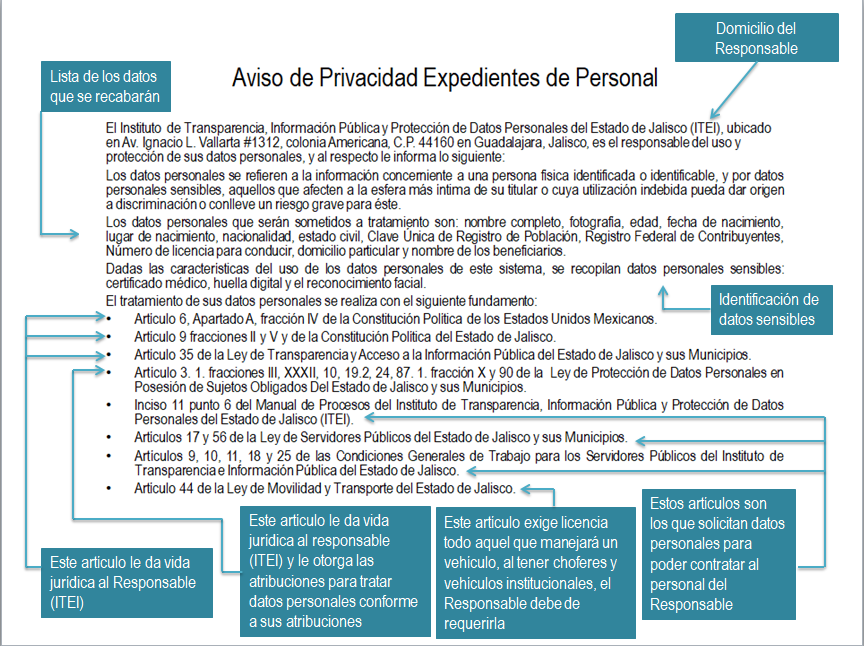 Domicilio del
Responsable
Lista de los datos
que se recabarán
Aviso de Privacidad Expedientes de Personal
El Instituto de Transparencia, Información Pública y Protección de Datos Personales del Estado de Jalisco (ITEI), ubicado
en Av. Ignacio L. Vallarta #1312, colonia Americana, C.P. 44160 en Guadalajara, Jalisco, es el responsable del uso y
protección de sus datos personales, y al respecto le informa lo siguiente:
Los datos personales se refieren a la información concerniente a una persona fisica identificada o identificable, y por datos
personales sensibles, aquellos que afecten a la esfera más intima de su titular o cuya utilización indebida pueda dar origen
a discriminación o conlleve un riesgo grave para éste.
Los datos personales que serán sometidos a tratamiento son: nombre completo, fotografía, edad, fecha de nacimiento,
lugar de nacimiento, nacionalidad, estado civil, Clave Única de Registro de Población, Registro Federal de Contribuyentes,
Número de licencia para conducir, domicilio particular y nombre de los beneficiarios.
Dadas las caracteristicas del uso de los datos personales de este sistema, se recopilan datos personales sensibles:
certificado médico, huella digital y el reconocimiento facial.
El tratamiento de sus datos personales se realiza con el siguiente fundamento:
Identificación de
datos sensibles
• Articulo 6, Apartado A, fracción IV de la Constitución Politica de los Estados Unidos Mexicanos.
• Articulo 9 fracciones II y V y de la Constitución Politica del Estado de Jalisco.
• Articulo 35 de la Ley de Transparencia y Acceso a la Información Pública del Estado de Jalisco y sus Municipios.
• Articulo 3. 1. fracciones III, XXXII, 10, 19.2, 24, 87. 1. fracción X y 90 de la Ley de Protección de Datos Personales en
Posesión de Sujetos Obligados Del Estado de Jalisco y sus Municipios.
• Inciso 11 punto 6 del Manual de Procesos del Instituto de Transparencia, Información Pública y Protección de Datos
Personales del Estado de Jalisco (ITEI).
• Articulos 17 y 56 de la Ley de Servidores Públicos del Estado de Jalisco y sus Municipios.
• Articulos 9, 10, 11, 18 y 25 de las Condiciones Generales de Trabajo para los Servidores Públicos del Instituto de
Transparencia e Información Pública del Estado de Jalisco.
• Articulo 44 de la Ley de Movilidad y Transporte del Estado de Jalisco.
Este articulo le da vida
jurídica al Responsable
(ITEI)
Este articulo le da vida
jurídica al responsable
(ITEI) y le otorga las
atribuciones para tratar
datos personales conforme
a sus atribuciones
Este articulo exige licencia
todo aquel que manejará un
vehiculo, al tener choferes y
vehículos institucionales, el
Responsable debe de
requerirla
Estos articulos son
los que solicitan datos
personales para
poder contratar al
personal del
Responsable